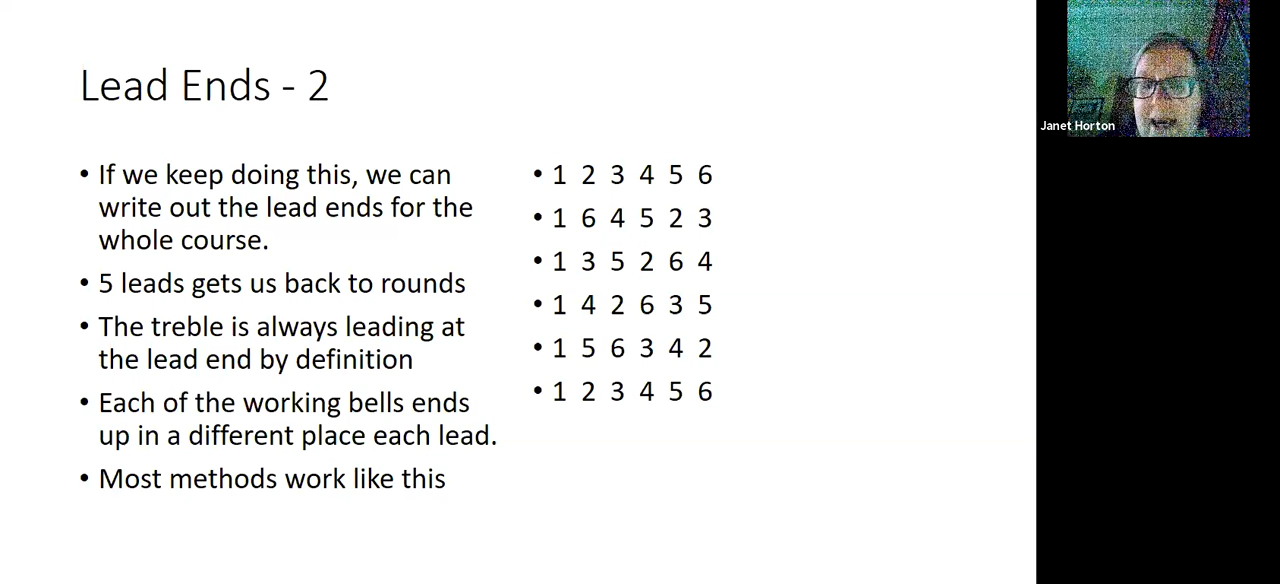 Lead Ends - 2
• If we keep doing this, we can
write out the lead ends for the
whole course.
• 5 leads gets us back to rounds
• The treble is always leading at
the lead end by definition
• Each of the working bells ends
up in a different place each lead.
• Most methods work like this
• 1 2 3 4 5 6
• 1 6 4 5 2 3
• 1 3 5 2 6 4
• 1 4 2 6 3 5
• 1 5 6 3 4 2
• 1 2 3 4 5 6
Janet Horton